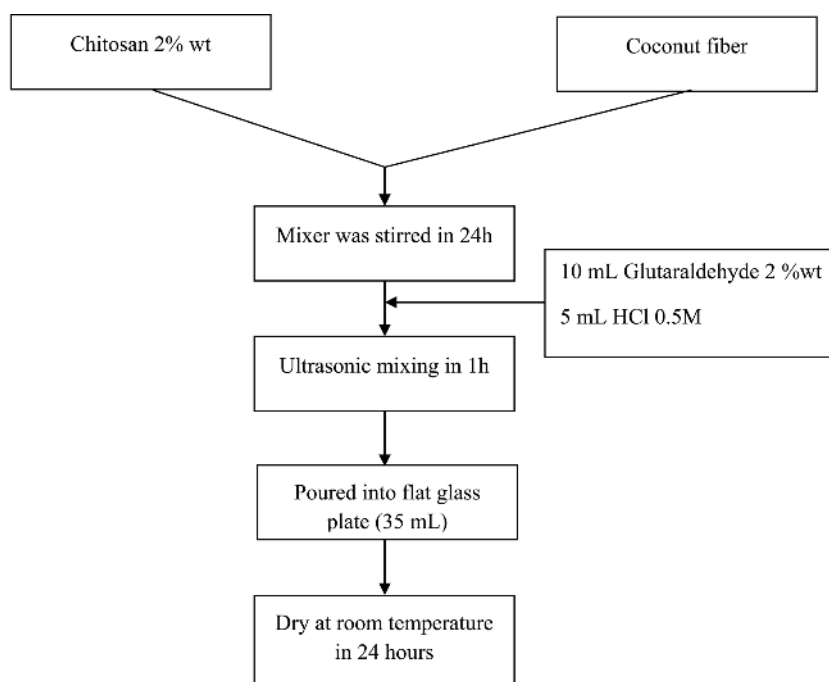 Chitosan 2% wt
Coconut fiber
Mixer was stirred in 24h
10 mL Glutaraldehyde 2 %wt
5 mL HCl 0.5M
Ultrasonic mixing in 1h
Poured into flat glass
plate (35 mL)
Dry at room temperature
in 24 hours